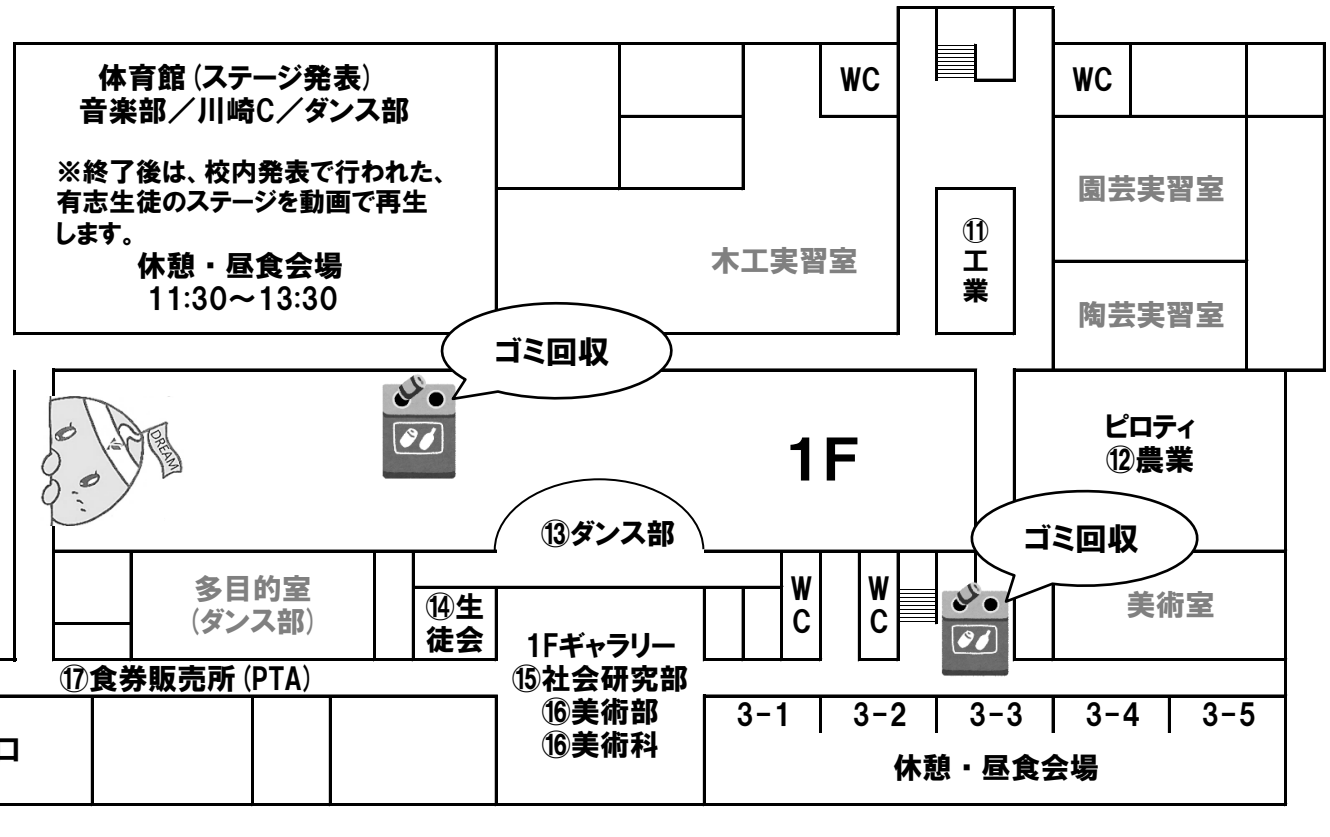 体育館(ステージ発表)
音楽部／川崎C／ダンス部
※終了後は、校内発表で行われた、
有志生徒のステージを動画で再生
します。
休憩・昼食会場
11:30～13:30
WC
WC
木工実習室
⑪
工
業
園芸実習室
陶芸実習室
ゴミ回収
DREAM
1F
ピロティ
⑫農業
ゴミ回収
⑬ダンス部
多目的室
(ダンス部)
⑭生
徒会
W
C
W
C
美術室
1Fギャラリー
⑮社会研究部
⑯美術部
⑯美術科
⑰食券販売所(PTA)
口
3-1
3-2
3-3
3-4
3-5
休憩・昼食会場